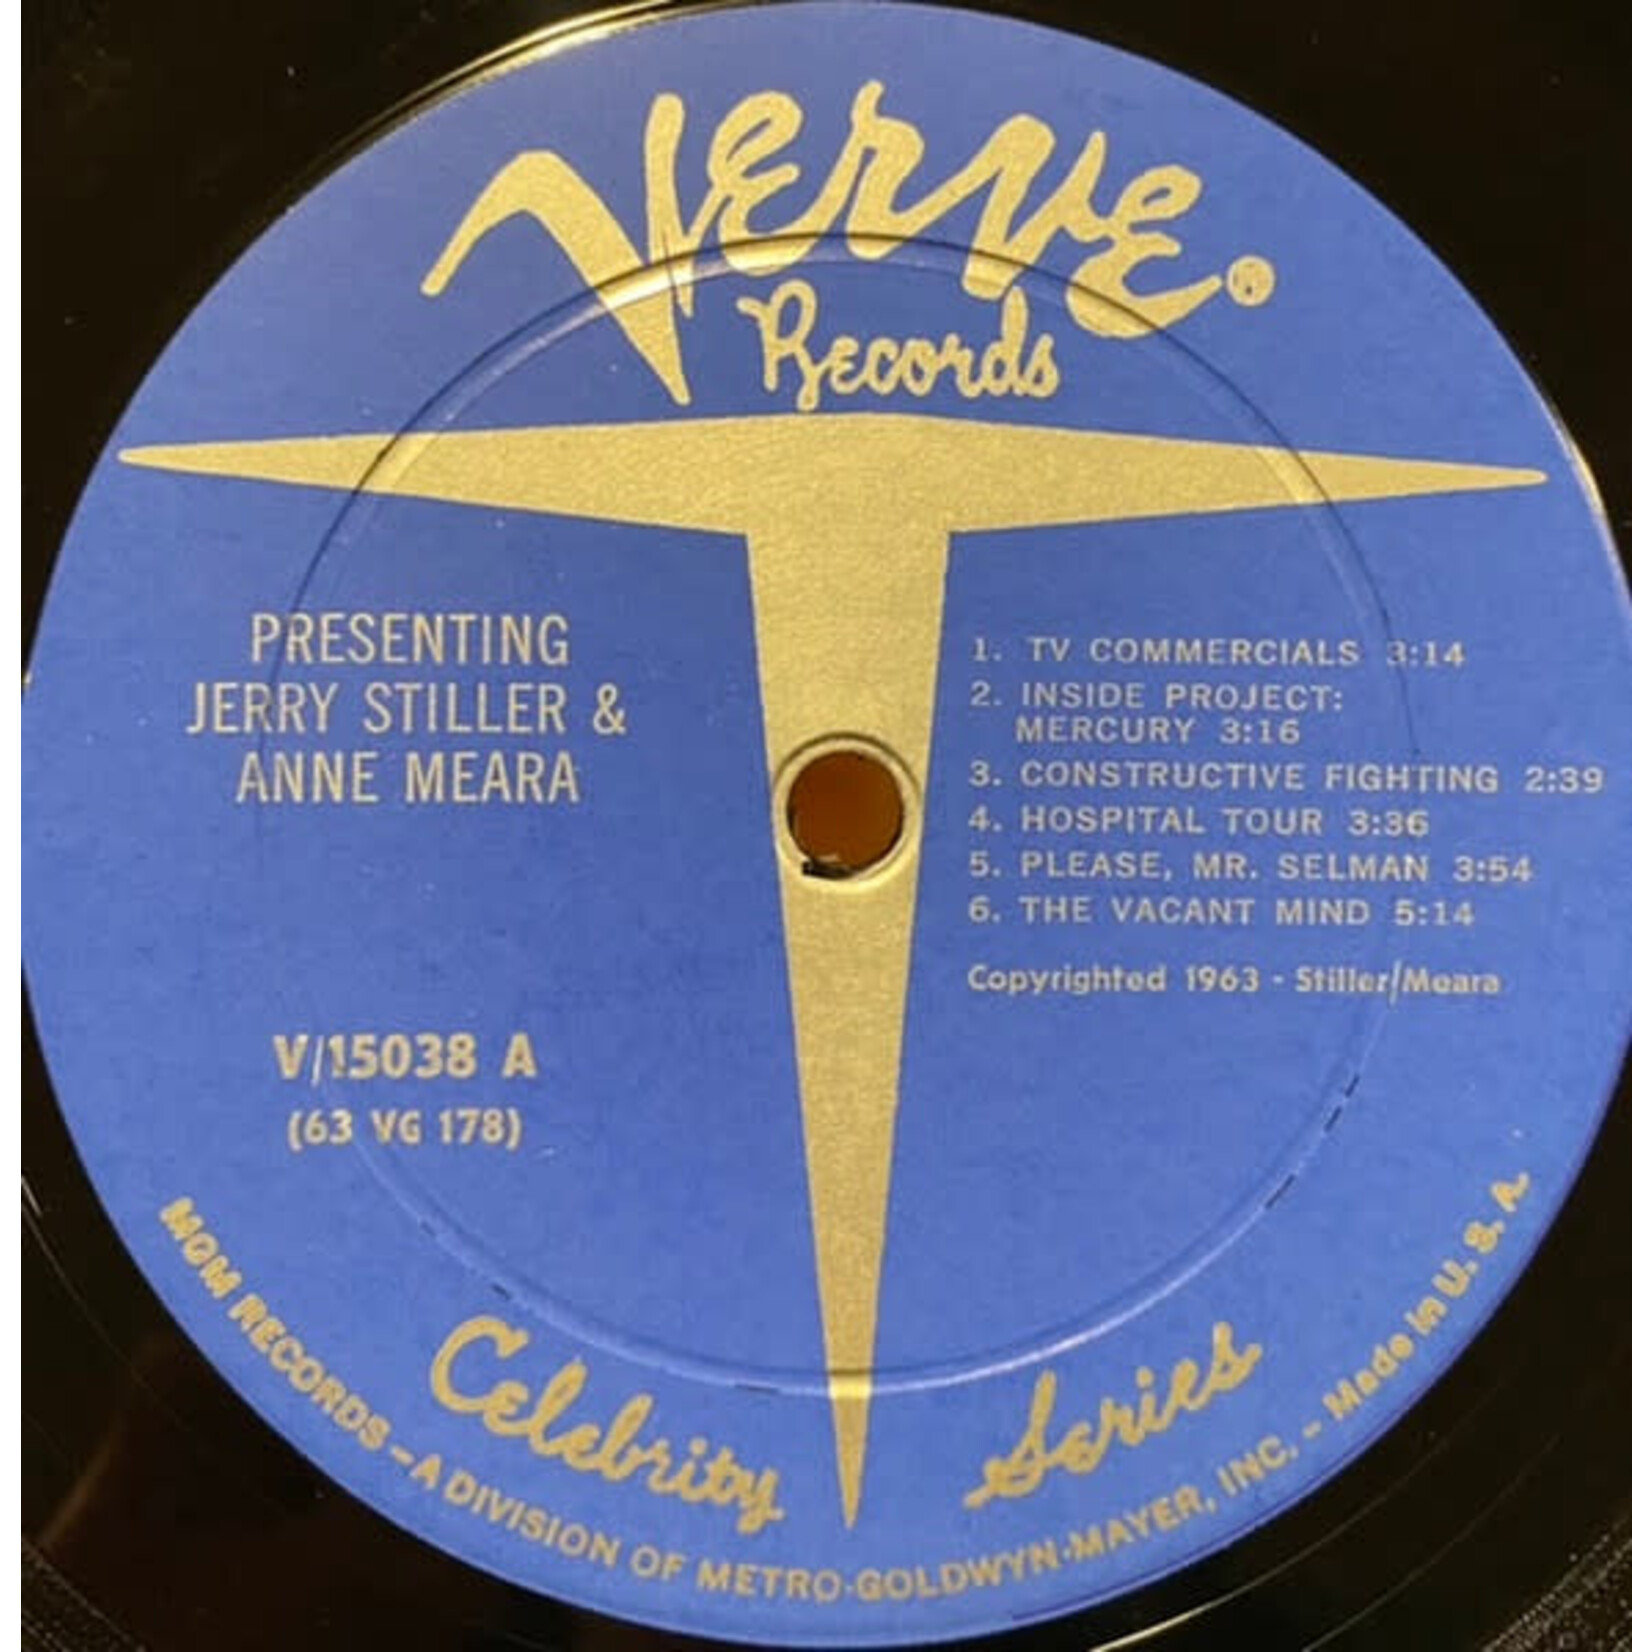 Verve®
Records
PRESENTING
JERRY STILLER &
ANNE MEARA
1. TV COMMERCIALS 3:14
2. INSIDE PROJECT:
MERCURY 3:16
3. CONSTRUCTIVE FIGHTING 2:39
4. HOSPITAL TOUR 3:36
5. PLEASE, MR. SELMAN 3:54
6. THE VACANT MIND 5:14
Copyrighted 1963 - Stiller/Meara
V/15038 A
(63 VG 178)
Celebrity Series
MGM RECORDS – A DIVISION OF METRO-GOLDWYN-MAYER, INC. – Made in U. S. A.